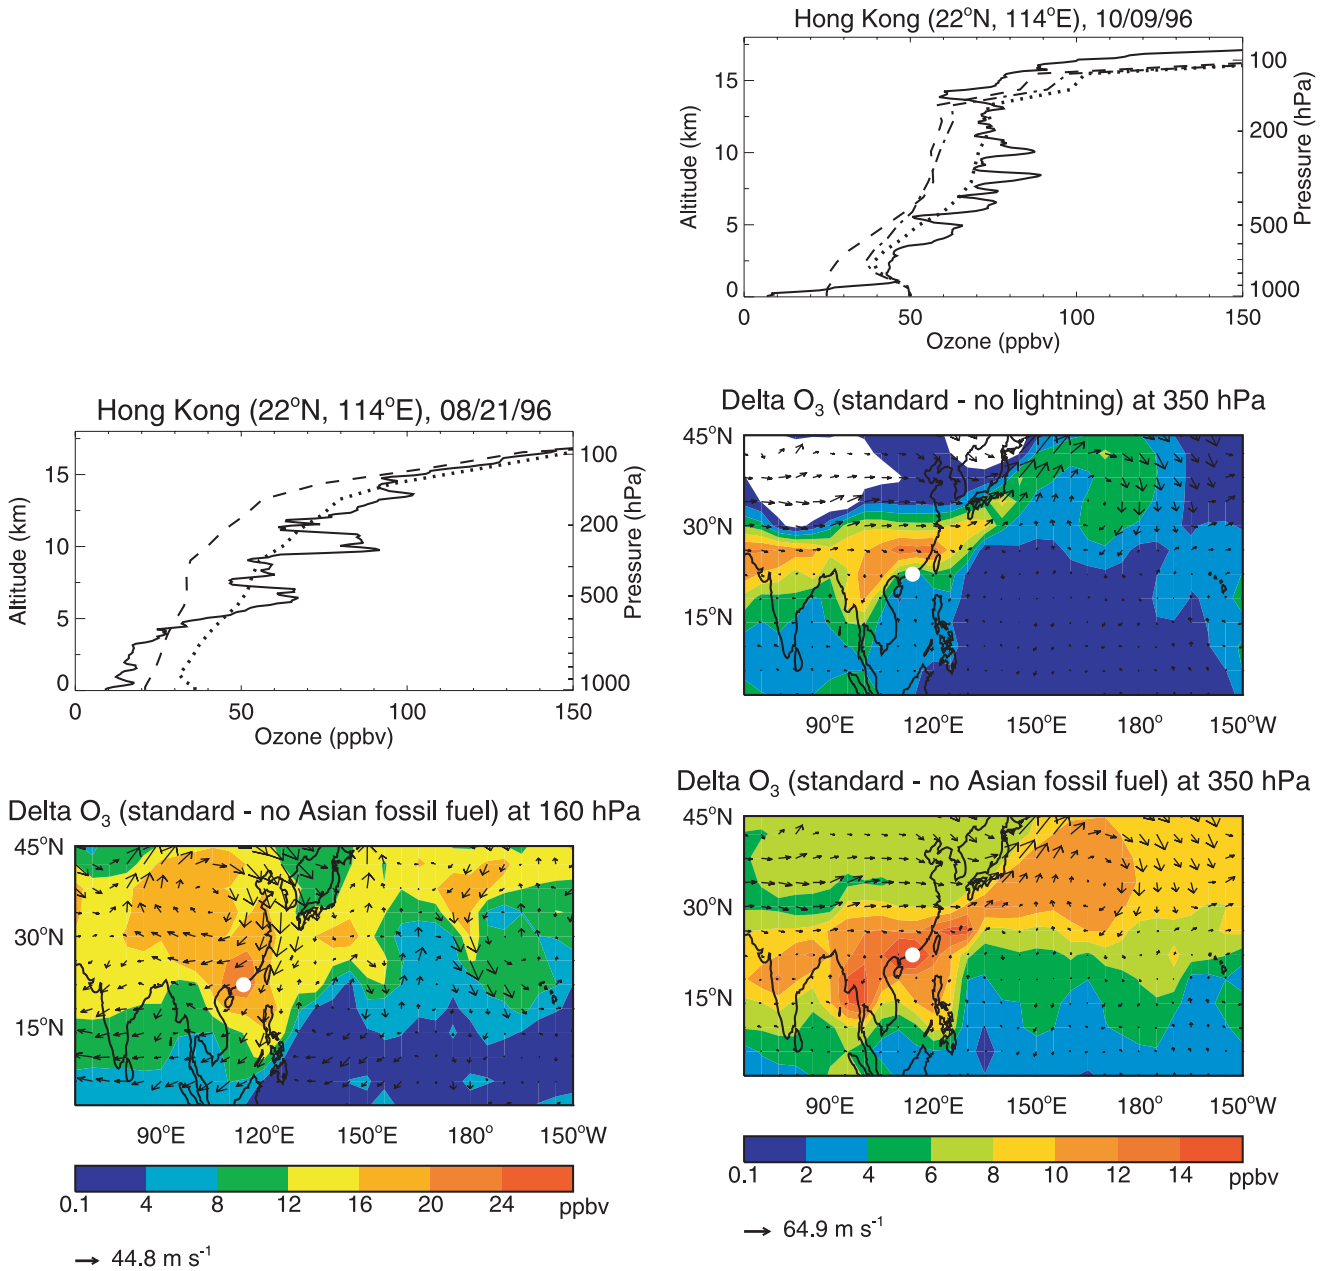 Hong Kong (22°N, 114°E), 10/09/96
Altitude (km)
15
10
5
0
100
200
500
1000
Pressure (hPa)
0 50 100 150
Ozone (ppbv)
Hong Kong (22°N, 114°E), 08/21/96
Altitude (km)
15
10
5
0
100
200
500
1000
Pressure (hPa)
0 50 100 150
Ozone (ppbv)
Delta O₃ (standard - no lightning) at 350 hPa
45°N
30°N
15°N
90°E 120°E 150°E 180° 150°W
Delta O₃ (standard - no Asian fossil fuel) at 160 hPa
45°N
30°N
15°N
90°E 120°E 150°E 180° 150°W
0.1 4 8 12 16 20 24 ppbv
44.8 m s⁻¹
Delta O₃ (standard - no Asian fossil fuel) at 350 hPa
45°N
30°N
15°N
90°E 120°E 150°E 180° 150°W
0.1 2 4 6 8 10 12 14 ppbv
64.9 m s⁻¹